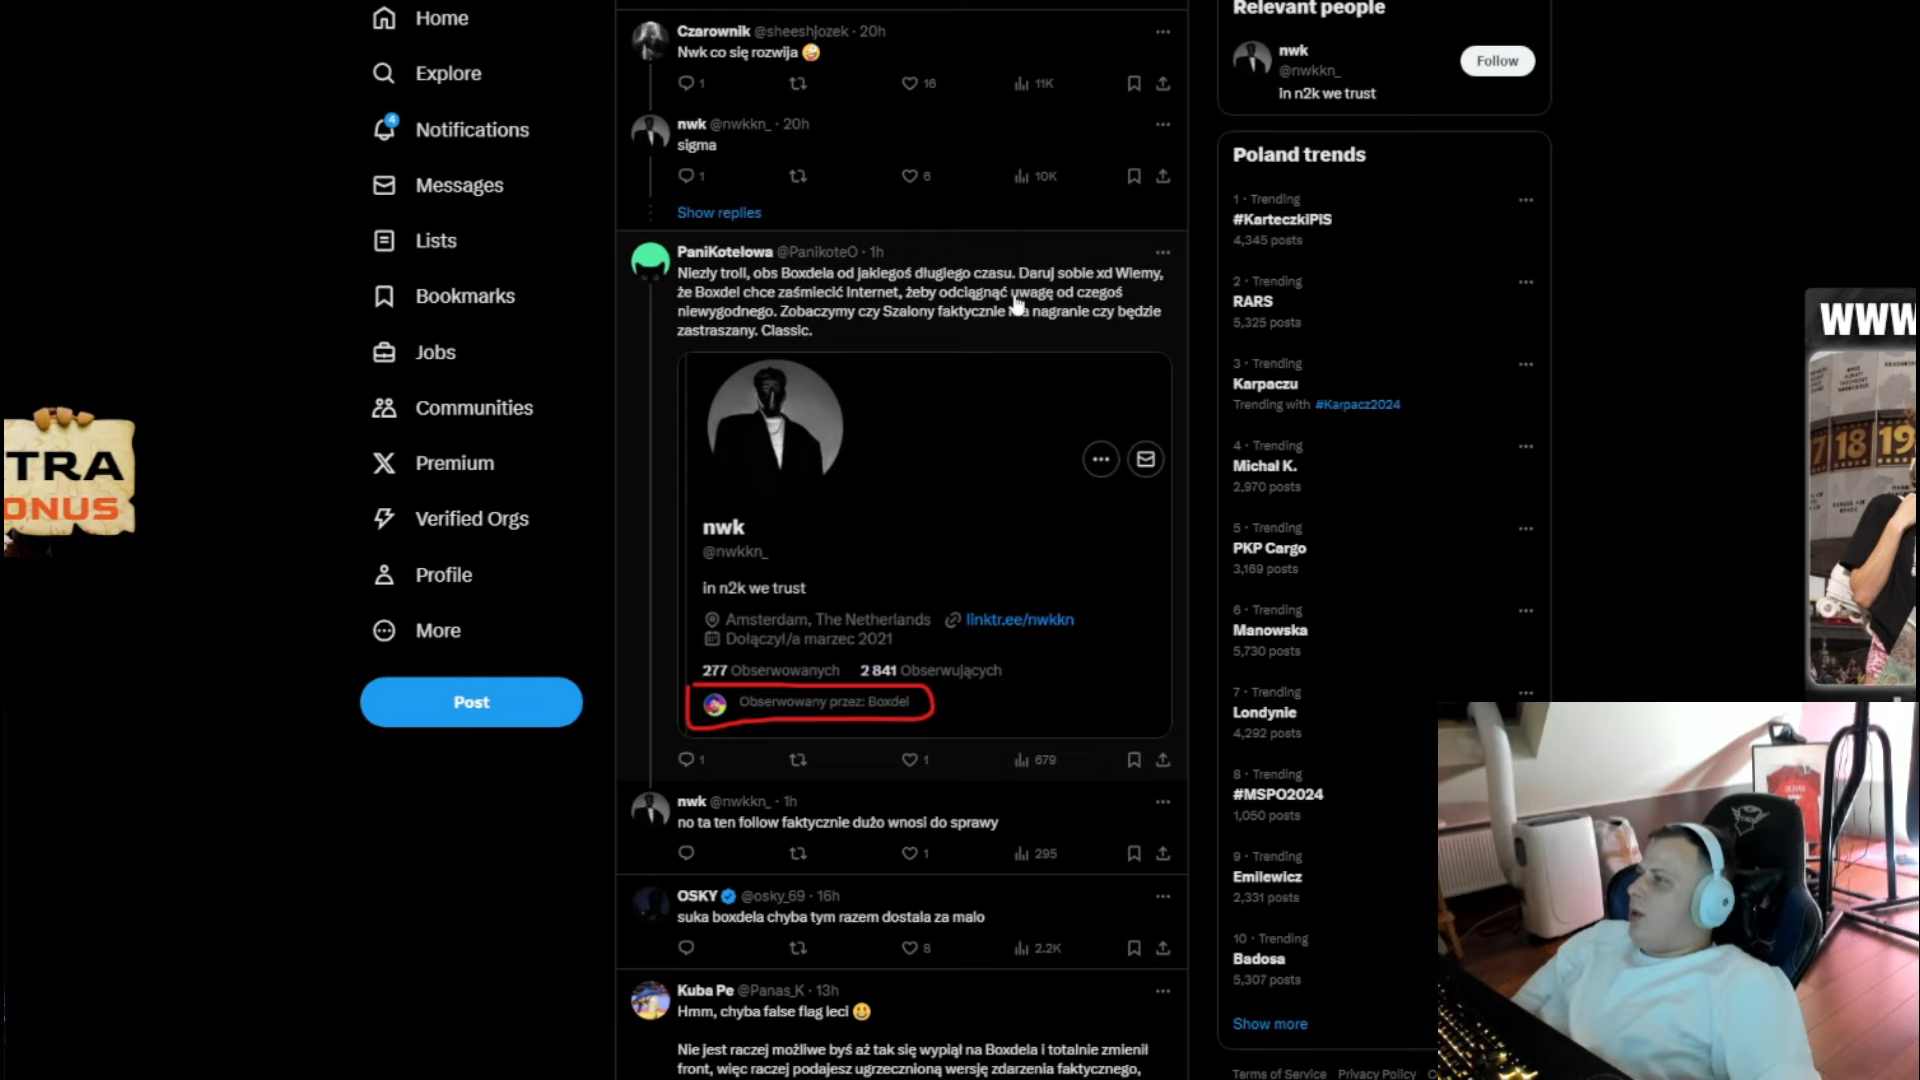 Home
Explore
4
Notifications
Messages
Lists
Bookmarks
Jobs
Communities
Premium
Verified Orgs
Profile
More
Post
TRA
ONUS
Czarownik @sheeshjozek · 20h
Nwk co się rozwija
1 16 11K
nwk @nwkkn_ · 20h
sigma
1 6 10K
Show replies
PaniKotelowa @PanikoteO · 1h
Niezły troll, obs Boxdela od jakiegoś długiego czasu. Daruj sobie xd Wiemy,
że Boxdel chce zaśmiecić Internet, żeby odciągnąć uwagę od czegoś
niewygodnego. Zobaczymy czy Szalony faktycznie nagranie czy będzie
zastraszany. Classic.
nwk
@nwkkn_
in n2k we trust
Amsterdam, The Netherlands linktr.ee/nwkkn
Dołączył/a marzec 2021
277 Obserwowanych 2 841 Obserwujących
Obserwowany przez: Boxdel
1 1 679
nwk @nwkkn_ · 1h
no ta ten follow faktycznie dużo wnosi do sprawy
1 295
OSKY @osky_69 · 16h
suka boxdela chyba tym razem dostala za malo
8 2.2K
Kuba Pe @Panas_K · 13h
Hmm, chyba false flag leci
Nie jest raczej możliwe byś aż tak się wypiął na Boxdela i totalnie zmienił
front, więc raczej podajesz ugrzecznioną wersję zdarzenia faktycznego,
Relevant people
nwk
@nwkkn_
Follow
in n2k we trust
Poland trends
1 · Trending
#KarteczkiPiS
4,345 posts
2 · Trending
RARS
5,325 posts
3 · Trending
Karpaczu
Trending with #Karpacz2024
4 · Trending
Michał K.
2,970 posts
5 · Trending
PKP Cargo
3,169 posts
6 · Trending
Manowska
5,730 posts
7 · Trending
Londynie
4,292 posts
8 · Trending
#MSPO2024
1,050 posts
9 · Trending
Emilewicz
2,331 posts
10 · Trending
Badosa
5,307 posts
Show more
Terms of Service Privacy Policy
WWW
7 18 19